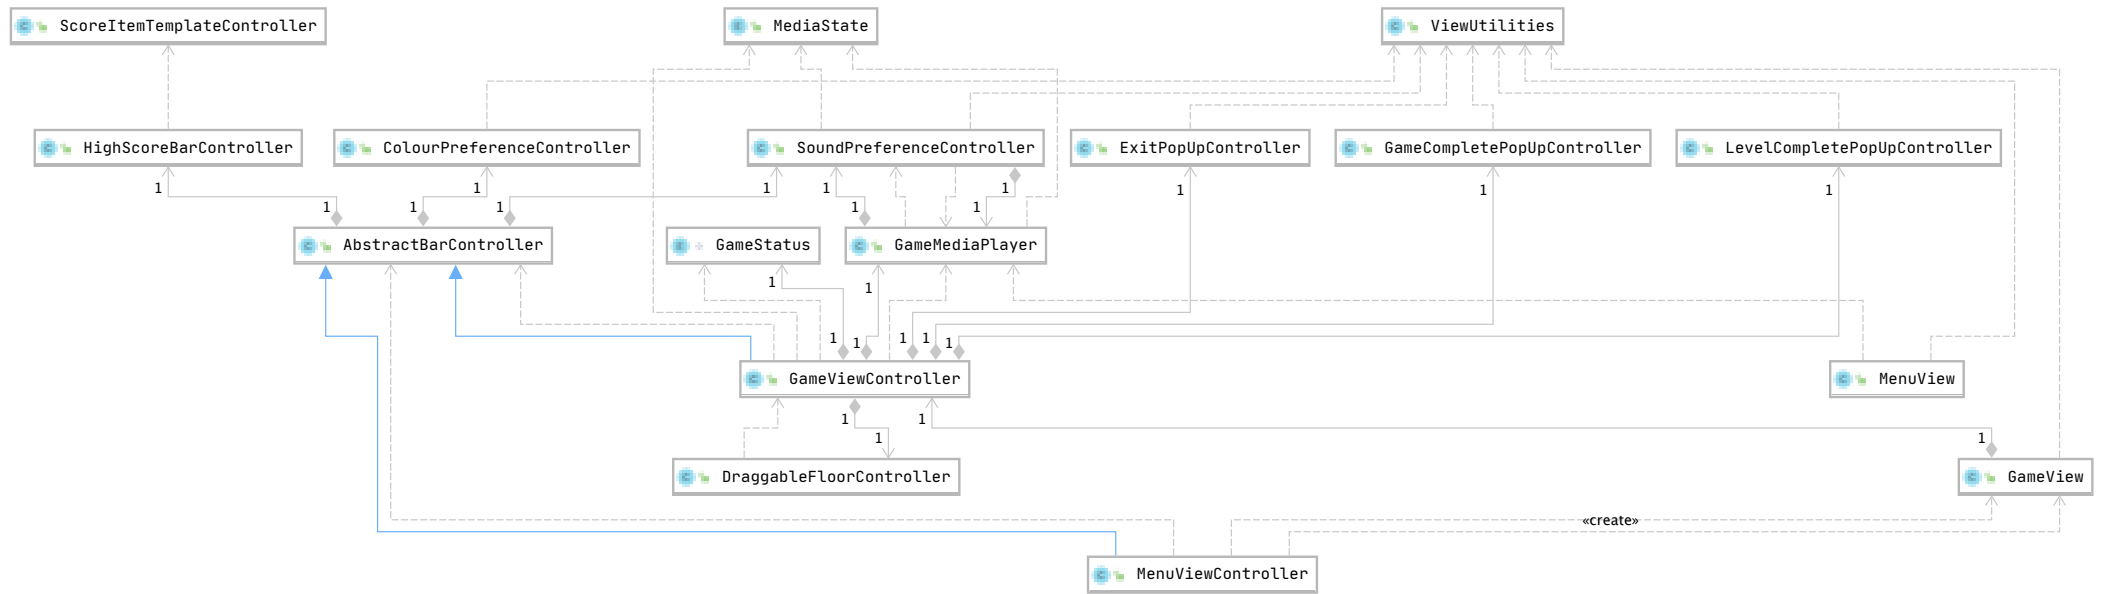 ScoreItemTemplateController
MediaState
ViewUtilities
HighScoreBarController
ColourPreferenceController
SoundPreferenceController
ExitPopUpController
GameCompletePopUpController
LevelCompletePopUpController
1
1
1
1
1
1
1
1
1
1
1
1
AbstractBarController
GameStatus
GameMediaPlayer
1
1
1
1
1
1
1
GameViewController
MenuView
1
1
1
1
DraggableFloorController
GameView
«create»
MenuViewController